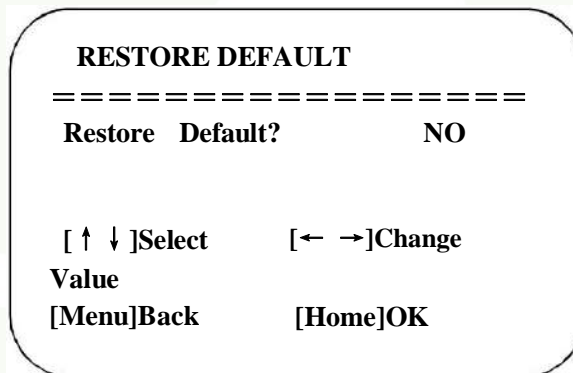 RESTORE DEFAULT
=================
Restore Default? NO
[ ↑ ↓ ]Select [← →]Change
Value
[Menu]Back [Home]OK